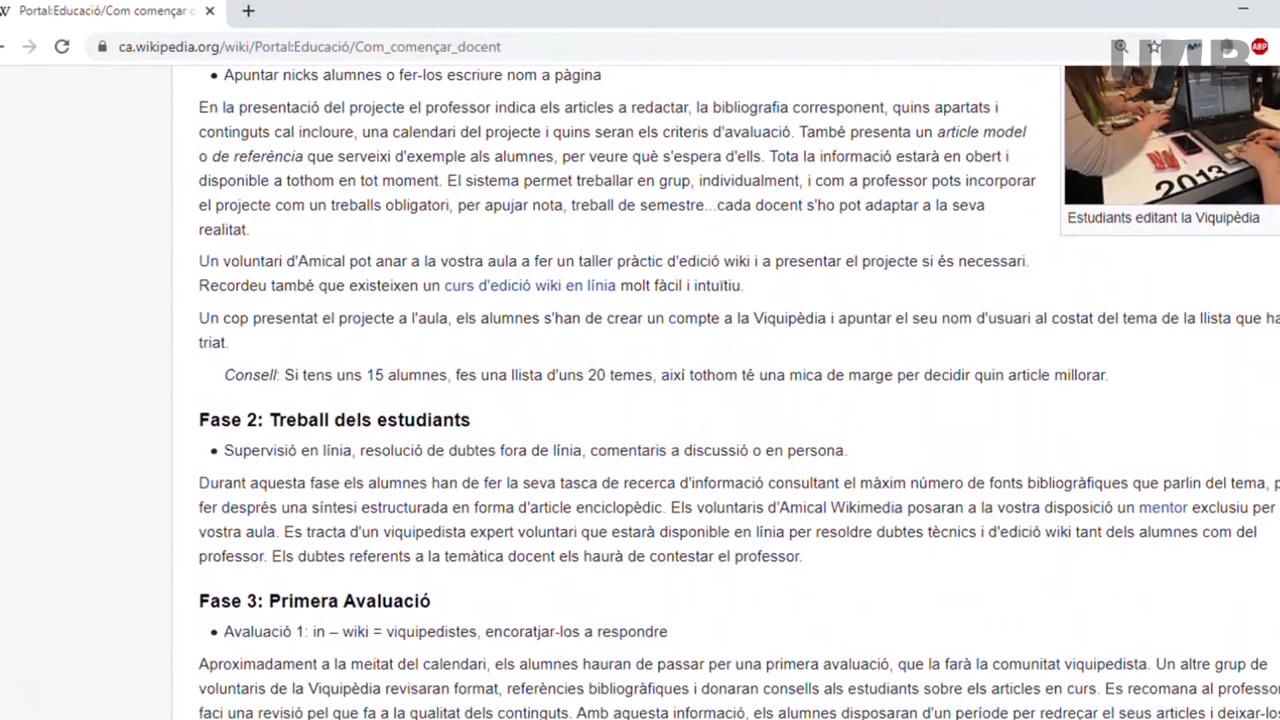 Portal:Educació/Com començar d
ca.wikipedia.org/wiki/Portal:Educació/Com_començar_docent
ABP
UAB
• Apuntar nicks alumnes o fer-los escriure nom a pàgina
En la presentació del projecte el professor indica els articles a redactar, la bibliografia corresponent, quins apartats i
continguts cal incloure, una calendari del projecte i quins seran els criteris d'avaluació. També presenta un article model
o de referència que serveixi d'exemple als alumnes, per veure què s'espera d'ells. Tota la informació estarà en obert i
disponible a tothom en tot moment. El sistema permet treballar en grup, individualment, i com a professor pots incorporar
el projecte com un treballs obligatori, per apujar nota, treball de semestre...cada docent s'ho pot adaptar a la seva
realitat.
2013
Estudiants editant la Viquipèdia
Un voluntari d'Amical pot anar a la vostra aula a fer un taller pràctic d'edició wiki i a presentar el projecte si és necessari.
Recordeu també que existeixen un curs d'edició wiki en línia molt fàcil i intuïtiu.
Un cop presentat el projecte a l'aula, els alumnes s'han de crear un compte a la Viquipèdia i apuntar el seu nom d'usuari al costat del tema de la llista que ha
triat.
Consell: Si tens uns 15 alumnes, fes una llista d'uns 20 temes, així tothom té una mica de marge per decidir quin article millorar.
Fase 2: Treball dels estudiants
• Supervisió en línia, resolució de dubtes fora de línia, comentaris a discussió o en persona.
Durant aquesta fase els alumnes han de fer la seva tasca de recerca d'informació consultant el màxim número de fonts bibliogràfiques que parlin del tema, p
fer després una síntesi estructurada en forma d'article enciclopèdic. Els voluntaris d'Amical Wikimedia posaran a la vostra disposició un mentor exclusiu per
vostra aula. Es tracta d'un viquipedista expert voluntari que estarà disponible en línia per resoldre dubtes tècnics i d'edició wiki tant dels alumnes com del
professor. Els dubtes referents a la temàtica docent els haurà de contestar el professor.
Fase 3: Primera Avaluació
• Avaluació 1: in – wiki = viquipedistes, encoratjar-los a respondre
Aproximadament a la meitat del calendari, els alumnes hauran de passar per una primera avaluació, que la farà la comunitat viquipedista. Un altre grup de
voluntaris de la Viquipèdia revisaran format, referències bibliogràfiques i donaran consells als estudiants sobre els articles en curs. Es recomana al professor
faci una revisió pel que fa a la qualitat dels continguts. Amb aquesta informació, els alumnes disposaran d'un període per redreçar el seus articles i deixar-los